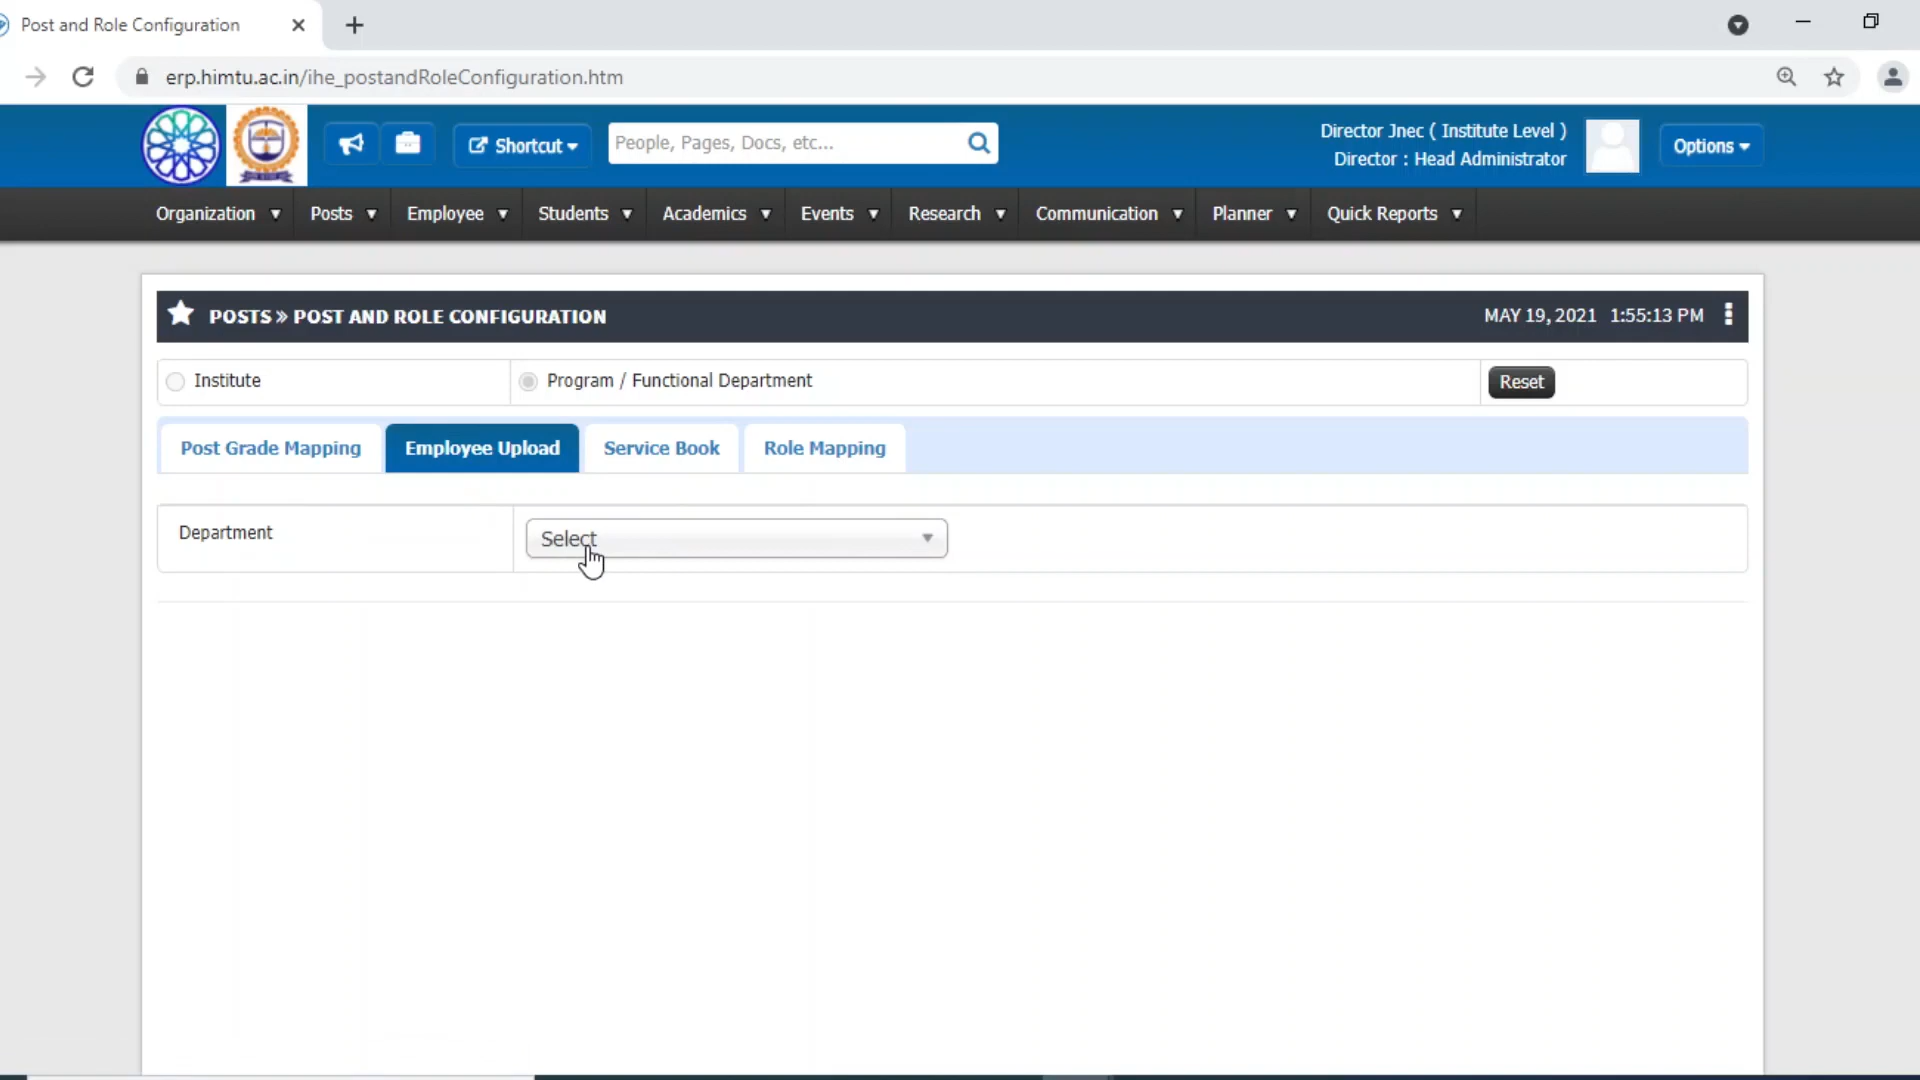 Post and Role Configuration
erp.himtu.ac.in/ihe_postandRoleConfiguration.htm
Shortcut
People, Pages, Docs, etc...
Director Jnec ( Institute Level )
Director : Head Administrator
Options
Organization
Posts
Employee
Students
Academics
Events
Research
Communication
Planner
Quick Reports
POSTS » POST AND ROLE CONFIGURATION
MAY 19, 2021 1:55:13 PM
Institute
Program / Functional Department
Reset
Post Grade Mapping
Employee Upload
Service Book
Role Mapping
Department
Select